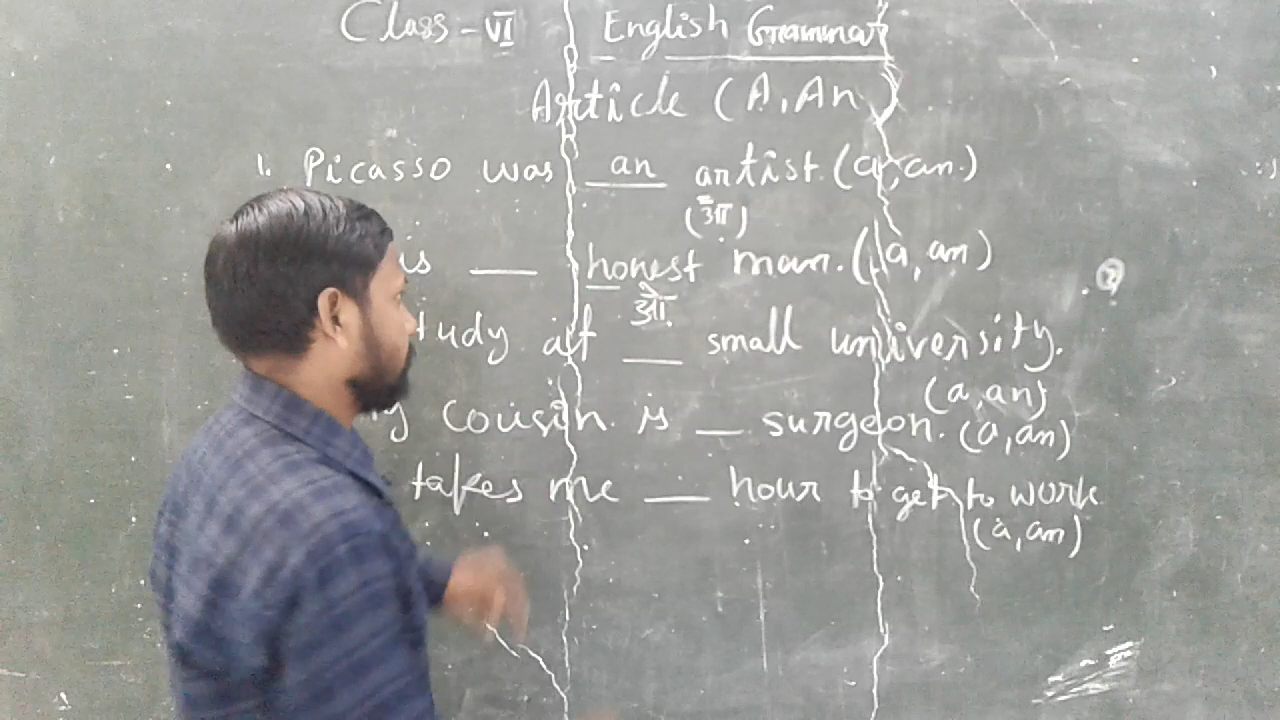 Class - VI English Grammar
Article (A, An)
1. Picasso was an artist. (a, an.)
(आ)
is ___ honest man. (a, an)
ओ
tudy at ___ small university.
(a, an)
cousin is __ surgeon. (a, an)
takes me ___ hour to get to work
(a, an)